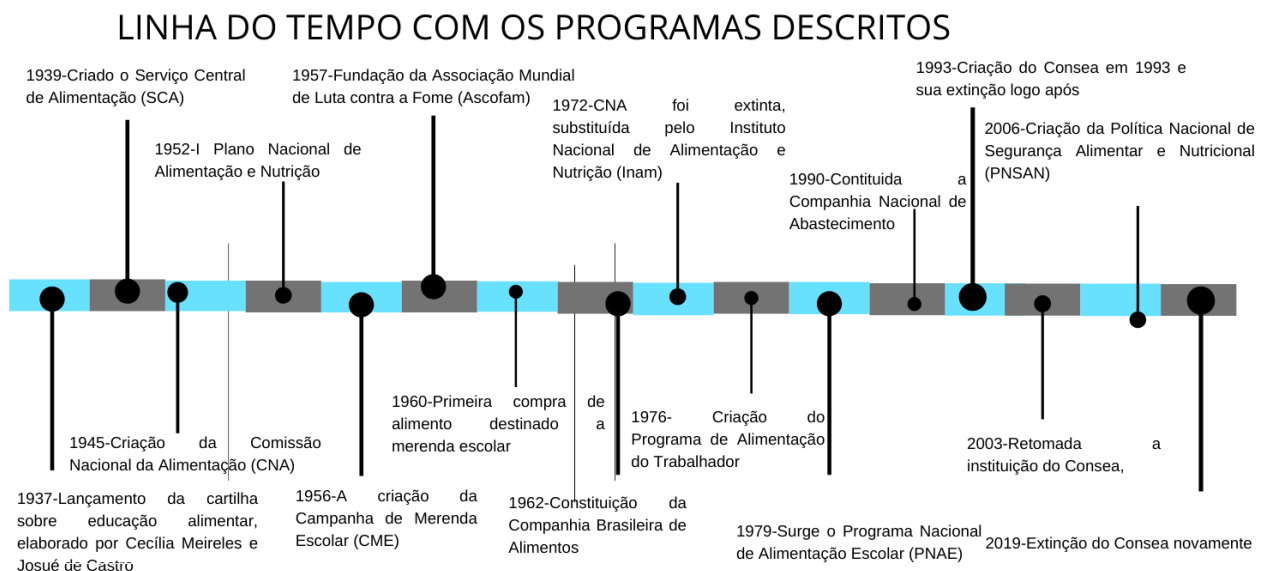 LINHA DO TEMPO COM OS PROGRAMAS DESCRITOS
1939-Criado o Serviço Central
de Alimentação (SCA)
1952-I Plano Nacional de
Alimentação e Nutrição
1957-Fundação da Associação Mundial
de Luta contra a Fome (Ascofam)
1972-CNA foi extinta,
substituída pelo Instituto
Nacional de Alimentação e
Nutrição (Inam)
1990-Contituida a
Companhia Nacional de
Abastecimento
1993-Criação do Consea em 1993 e
sua extinção logo após
2006-Criação da Política Nacional de
Segurança Alimentar e Nutricional
(PNSAN)
1945-Criação da Comissão
Nacional da Alimentação (CNA)
1937-Lançamento da cartilha
sobre educação alimentar,
elaborado por Cecília Meireles e
Josué de Castro
1956-A criação da
Campanha de Merenda
Escolar (CME)
1960-Primeira compra de
alimento destinado a
merenda escolar
1962-Constituição da
Companhia Brasileira de
Alimentos
1976- Criação do
Programa de Alimentação
do Trabalhador
1979-Surge o Programa Nacional
de Alimentação Escolar (PNAE)
2003-Retomada a
instituição do Consea,
2019-Extinção do Consea novamente